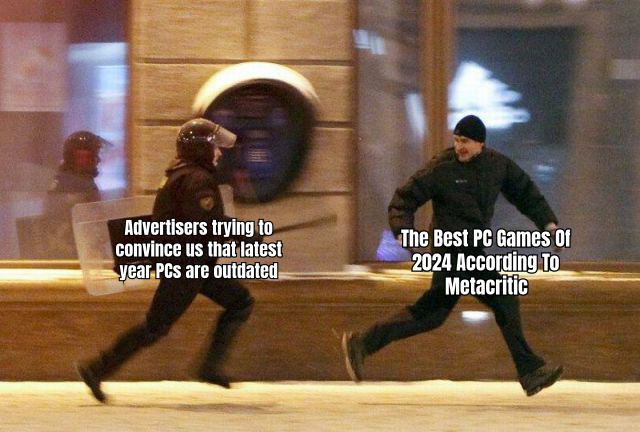 Advertisers trying to
convince us that latest
year PCs are outdated
The Best PC Games Of
2024 According To
Metacritic